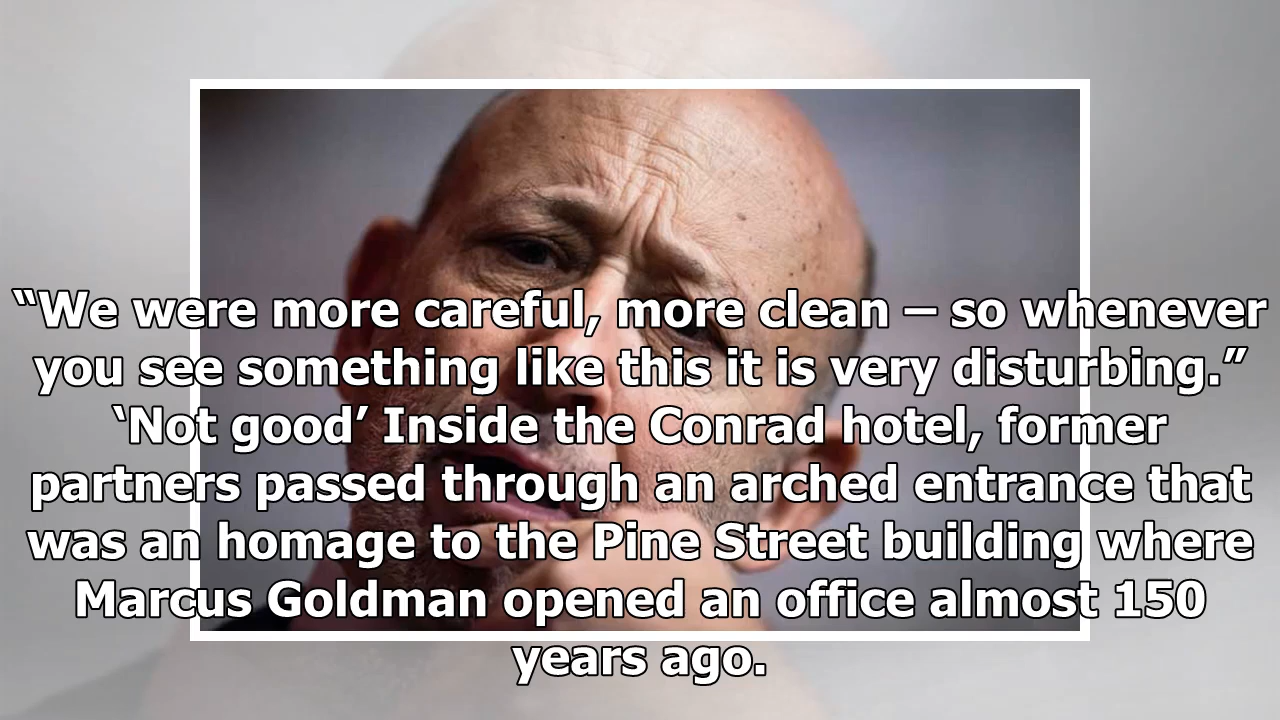 “We were more careful, more clean – so whenever
you see something like this it is very disturbing.”
‘Not good’ Inside the Conrad hotel, former
partners passed through an arched entrance that
was an homage to the Pine Street building where
Marcus Goldman opened an office almost 150
years ago.